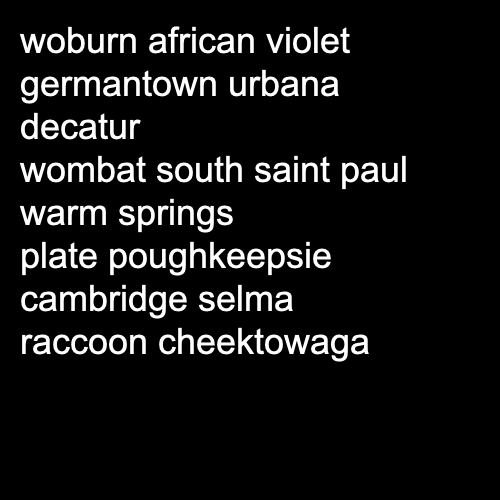 woburn african violet
germantown urbana
decatur
wombat south saint paul
warm springs
plate poughkeepsie
cambridge selma
raccoon cheektowaga